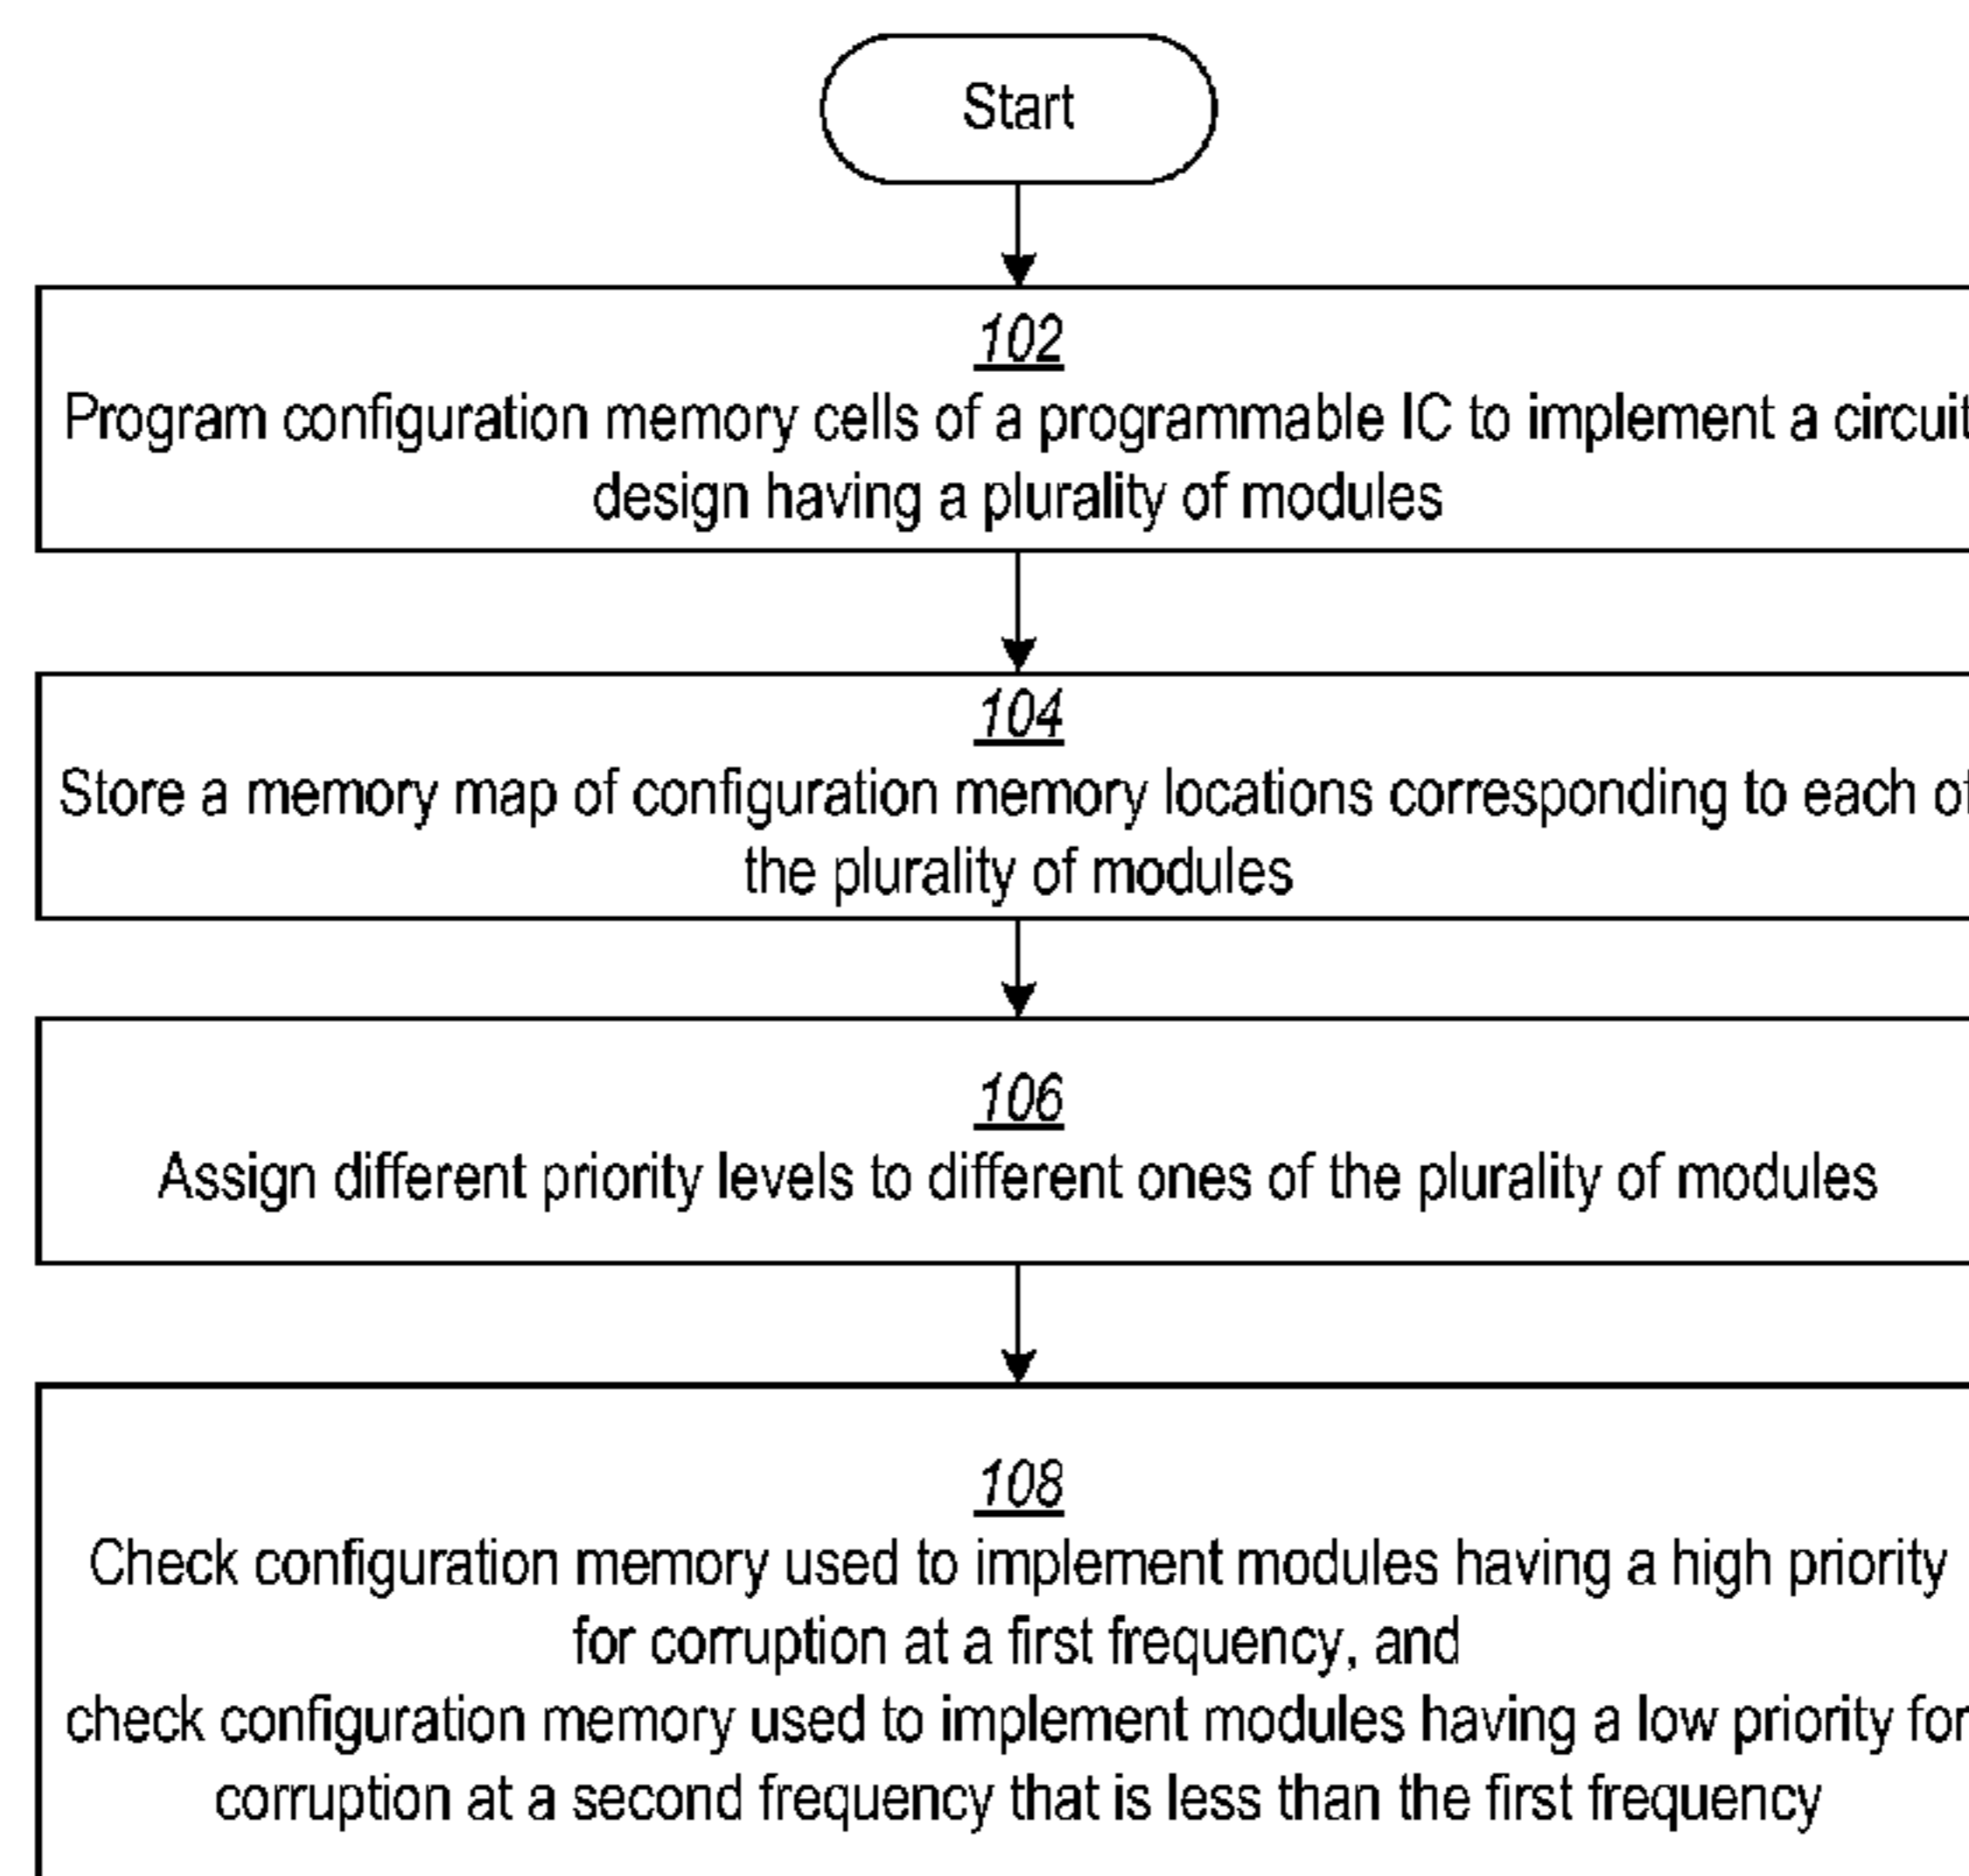 Start
102
Program configuration memory cells of a programmable IC to implement a circuit
design having a plurality of modules
104
Store a memory map of configuration memory locations corresponding to each of
the plurality of modules
106
Assign different priority levels to different ones of the plurality of modules
108
Check configuration memory used to implement modules having a high priority
for corruption at a first frequency, and
check configuration memory used to implement modules having a low priority for
corruption at a second frequency that is less than the first frequency